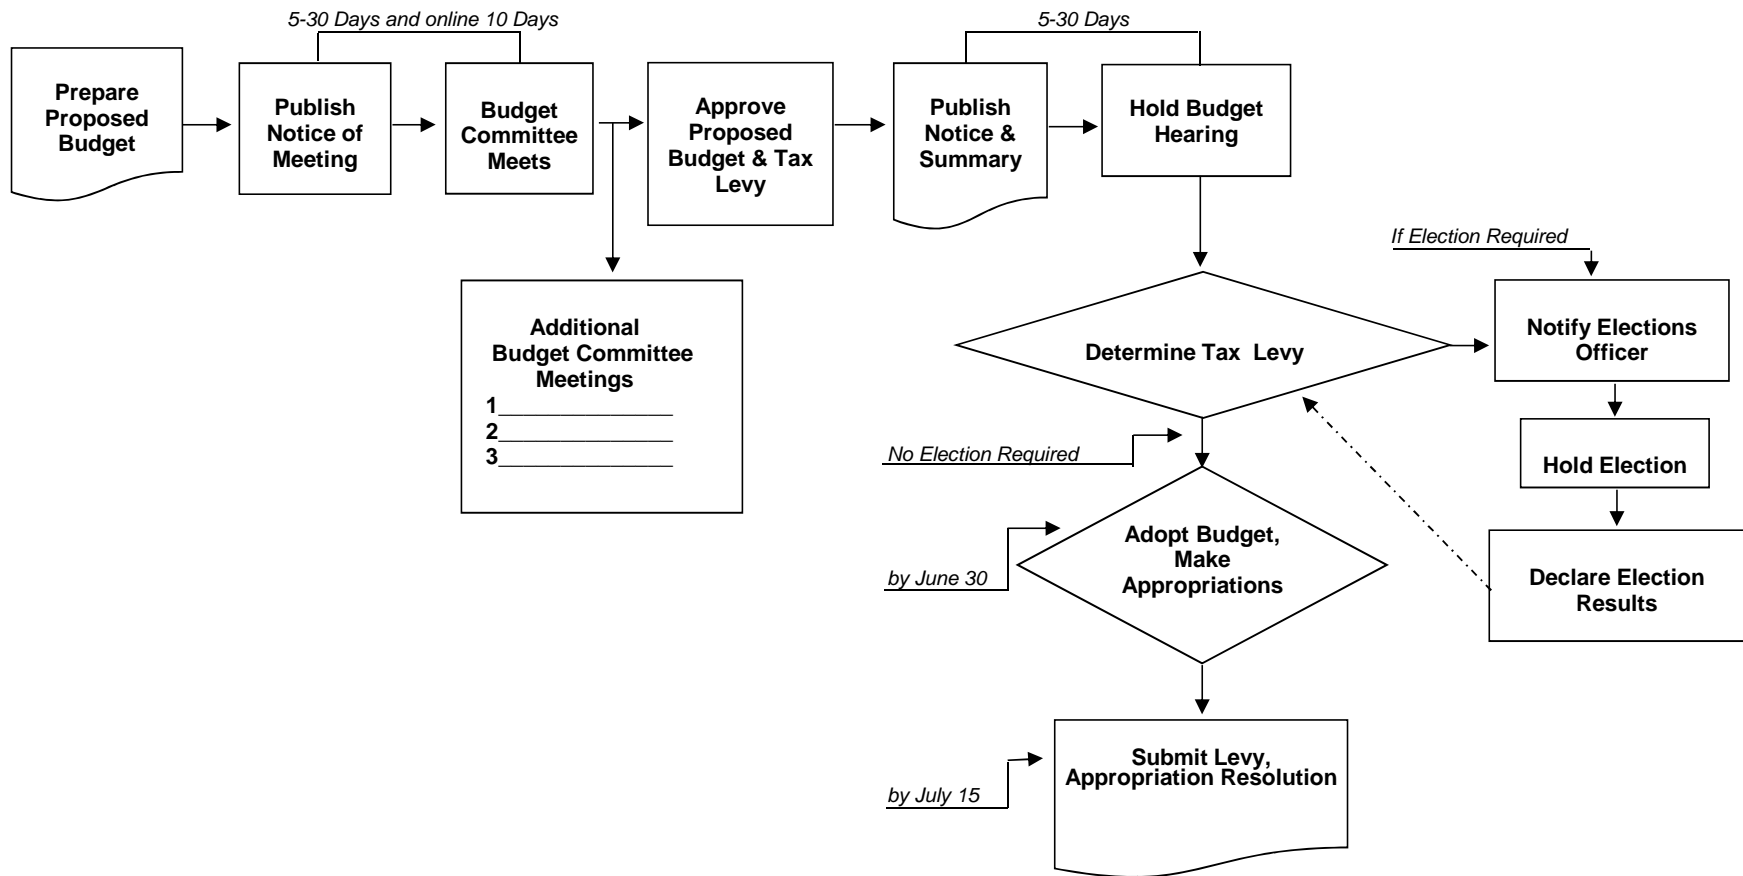 5-30 Days and online 10 Days
5-30 Days
Prepare
Proposed
Budget
Publish
Notice of
Meeting
Budget
Committee
Meets
Approve
Proposed
Budget & Tax
Levy
Publish
Notice &
Summary
Hold Budget
Hearing
Additional
Budget Committee
Meetings
1______________
2______________
3______________
If Election Required
Determine Tax  Levy
Notify Elections
Officer
No Election Required
Hold Election
by June 30
Adopt Budget,
Make
Appropriations
Declare Election
Results
by July 15
Submit Levy,
Appropriation Resolution